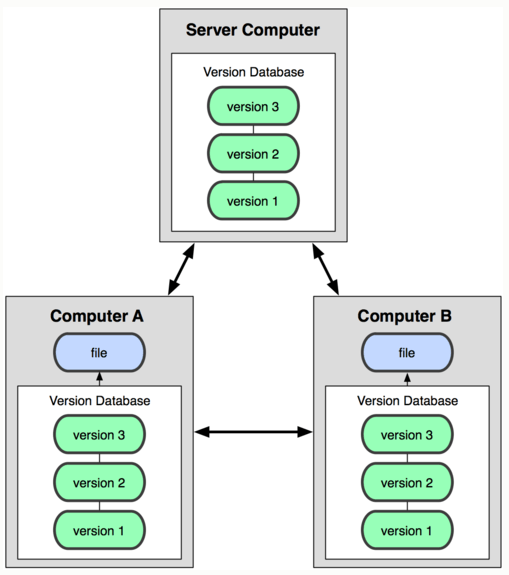 Server Computer
Version Database
version 3
version 2
version 1
Computer A
file
Version Database
version 3
version 2
version 1
Computer B
file
Version Database
version 3
version 2
version 1